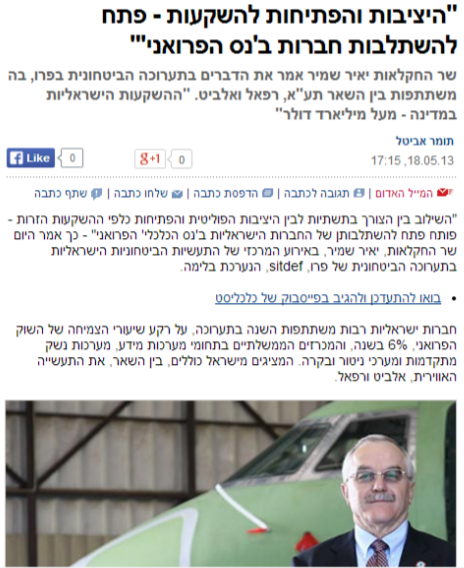 "היציבות והפתיחות להשקעות - פתח
להשתלבות חברות ב'נס הפרואני'"
שר החקלאות יאיר שמיר אמר את הדברים בתערוכה הביטחונית בפרו, בה
משתתפות בין השאר תע"א, רפאל ואלביט. "ההשקעות הישראליות
במדינה - מעל מיליארד דולר"
תומר אביטל
18.05.13, 17:15
Like 0
g+1 0
המייל האדום | תגובה לכתבה | הדפסת כתבה | שלחו כתבה | שתף כתבה
"השילוב בין הצורך בתשתיות לבין היציבות הפוליטית והפתיחות כלפי ההשקעות הזרות -
פותח פתח להשתלבותן של החברות הישראליות ב'נס הכלכלי' הפרואני" - כך אמר היום
שר החקלאות, יאיר שמיר, באירוע המרכזי של התעשיות הביטחוניות הישראליות
בתערוכה הביטחונית של פרו, sitdef, הנערכת בלימה.
• בואו להתעדכן ולהגיב בפייסבוק של כלכליסט
חברות ישראליות רבות משתתפות השנה בתערוכה, על רקע שיעורי הצמיחה של השוק
הפרואני, 6% בשנה, והמכרזים הממשלתיים בתחומי מערכות מידע, מערכות נשק
מתקדמות ומערכי ניטור ובקרה. המציגים מישראל כוללים, בין השאר, את התעשייה
האווירית, אלביט ורפאל.